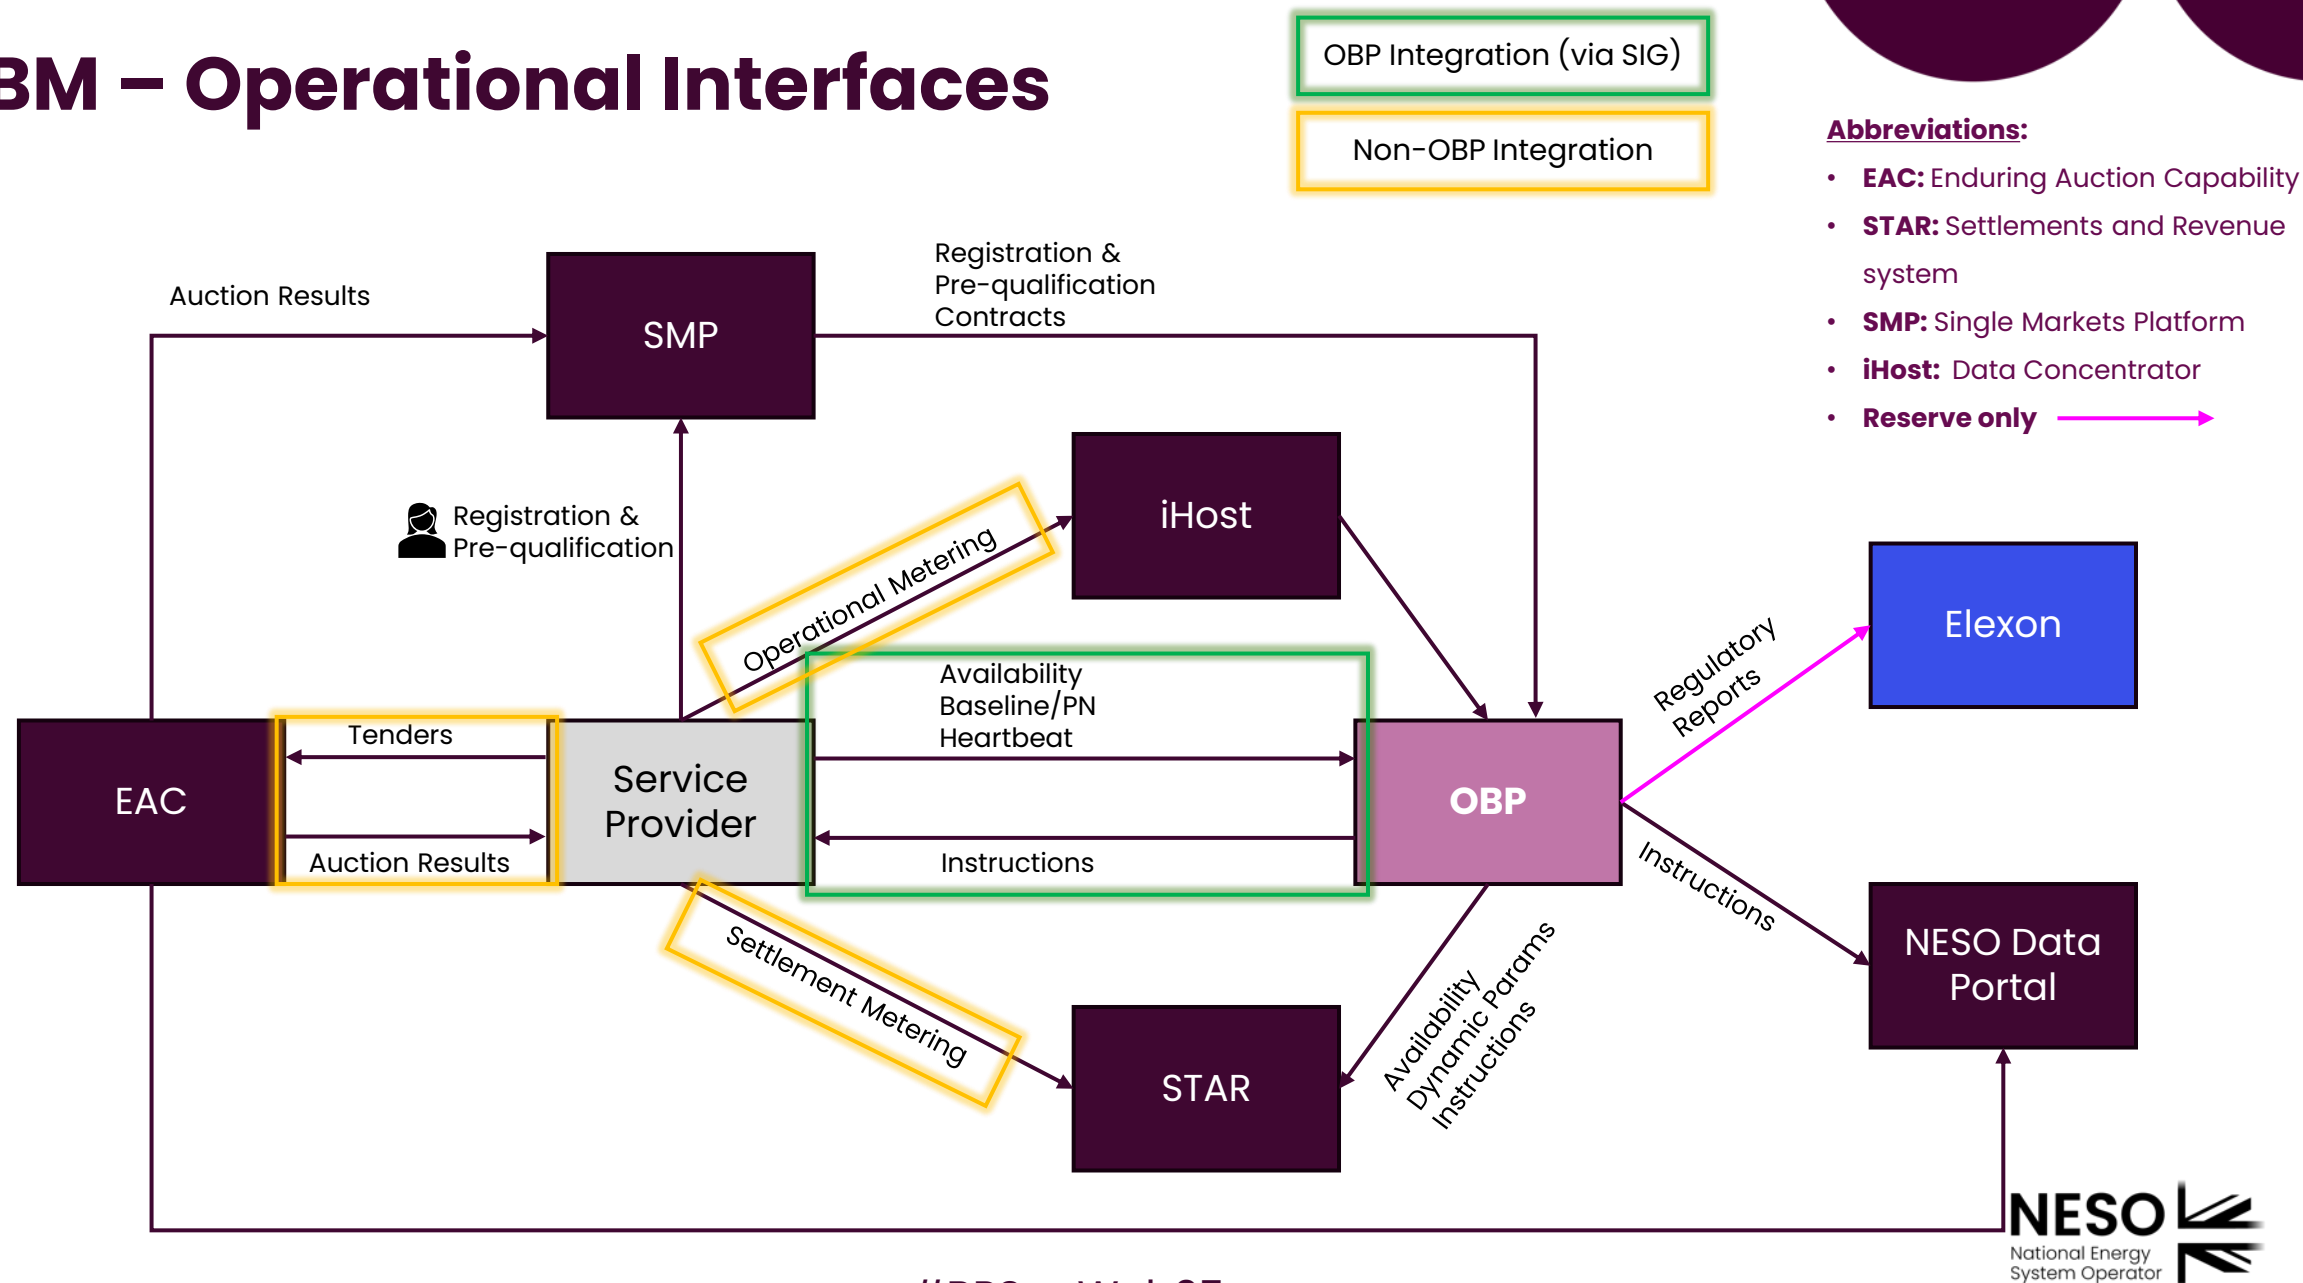 BM – Operational Interfaces
OBP Integration (via SIG)
Non-OBP Integration
Abbreviations:
• EAC: Enduring Auction Capability
• STAR: Settlements and Revenue
system
• SMP: Single Markets Platform
• iHost: Data Concentrator
• Reserve only
Auction Results
SMP
Registration &
Pre-qualification
Contracts
Registration &
Pre-qualification
iHost
Operational Metering
Elexon
Regulatory
Reports
EAC
Tenders
Auction Results
Service
Provider
Availability
Baseline/PN
Heartbeat
Instructions
OBP
Instructions
NESO Data
Portal
Settlement Metering
STAR
Availability
Dynamic Params
Instructions
NESO
National Energy
System Operator